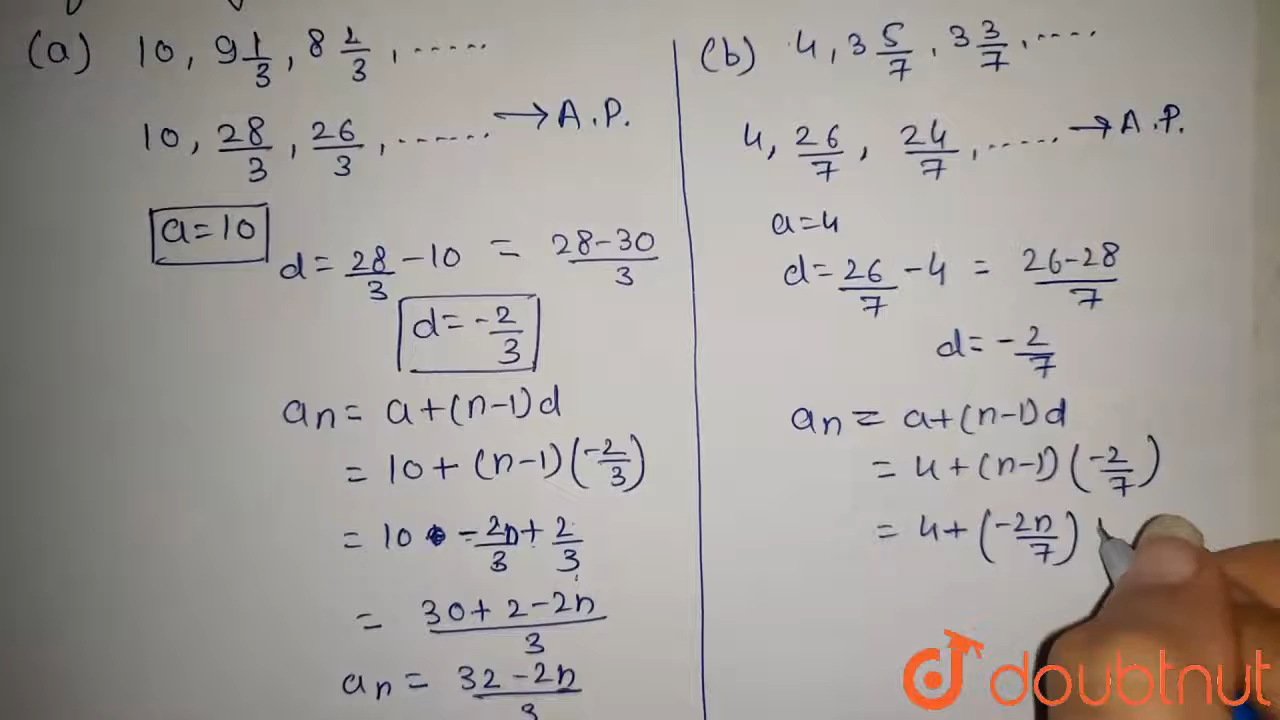 (a) 10, 9 1/3, 8 2/3, ......
10, 28/3, 26/3, ....... → A.P.
a=10
d = 28/3 - 10 = 28-30/3
d = -2/3
an = a+(n-1)d
= 10 + (n-1)(-2/3)
= 10 - 2n/3 + 2/3
= 30+2-2n/3
an = 32-2n/3
(b) 4, 3 5/7, 3 3/7, ....
4, 26/7, 24/7, ...... → A.P.
a=4
d = 26/7 - 4 = 26-28/7
d = -2/7
an = a+(n-1)d
= 4+(n-1)(-2/7)
= 4+(-2n/7)
doubtnut